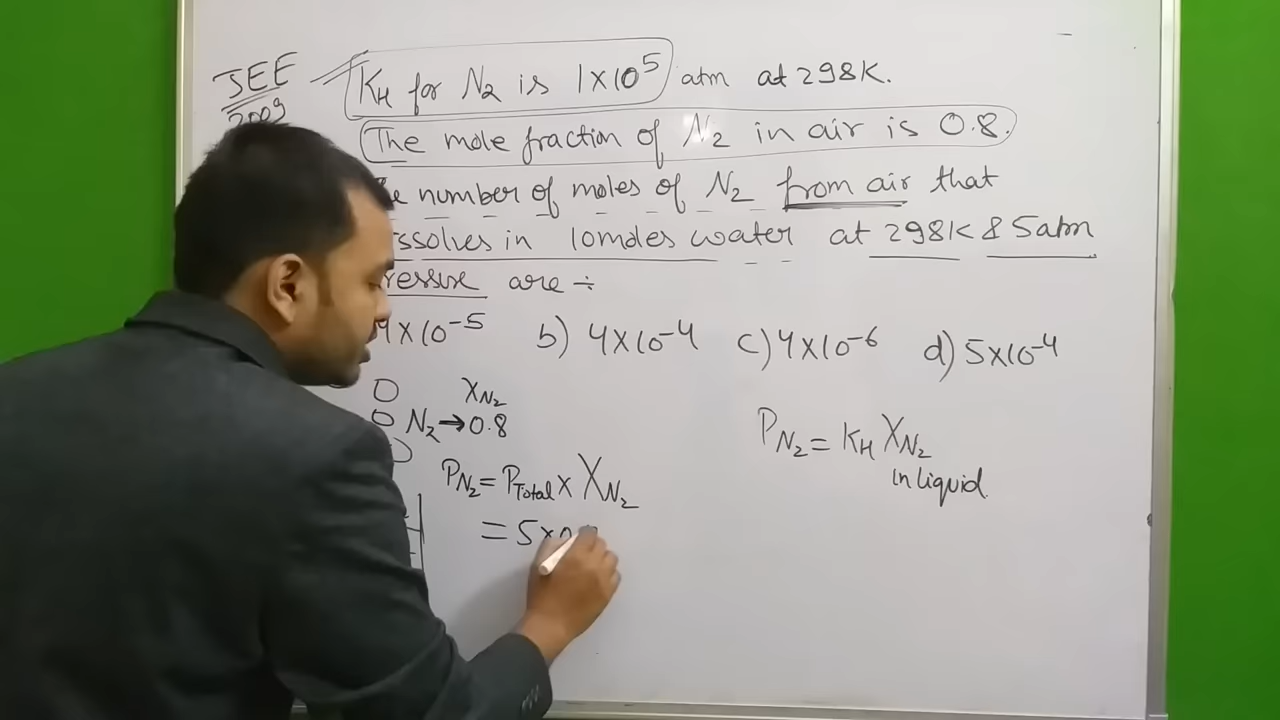 JEE
2009
KH for N2 is 1×10^5 atm at 298K.
The mole fraction of N2 in air is 0.8.
number of moles of N2 from air that
in 10moles water at 298K & 5atm
are ÷
×10^-5 b) 4×10^-4 c) 4×10^-6 d) 5×10^-4
XN2
N2→0.8
PN2 = PTotal × XN2
= 5×0
PN2 = KH XN2
in liquid